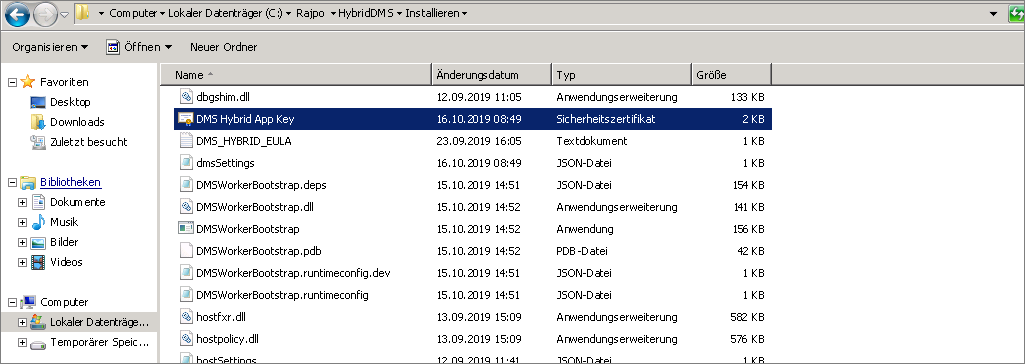 Computer Lokaler Datenträger (C:) Rajpo HybridDMS Installieren
Organisieren Öffnen Neuer Ordner
Favoriten
Desktop
Downloads
Zuletzt besucht
Bibliotheken
Dokumente
Musik
Bilder
Videos
Computer
Lokaler Datenträge...
Temporärer Speic...
Name Änderungsdatum Typ Größe
dbgshim.dll 12.09.2019 11:05 Anwendungserweiterung 133 KB
DMS Hybrid App Key 16.10.2019 08:49 Sicherheitszertifikat 2 KB
DMS_HYBRID_EULA 23.09.2019 16:05 Textdokument 1 KB
dmsSettings 16.10.2019 08:49 JSON-Datei 1 KB
DMSWorkerBootstrap.deps 15.10.2019 14:51 JSON-Datei 154 KB
DMSWorkerBootstrap.dll 15.10.2019 14:52 Anwendungserweiterung 141 KB
DMSWorkerBootstrap 15.10.2019 14:52 Anwendung 156 KB
DMSWorkerBootstrap.pdb 15.10.2019 14:52 PDB-Datei 42 KB
DMSWorkerBootstrap.runtimeconfig.dev 15.10.2019 14:51 JSON-Datei 1 KB
DMSWorkerBootstrap.runtimeconfig 15.10.2019 14:51 JSON-Datei 1 KB
hostfxr.dll 13.09.2019 15:09 Anwendungserweiterung 582 KB
hostpolicy.dll 13.09.2019 15:09 Anwendungserweiterung 576 KB
hostSettings 12.09.2019 11:41 JSON-Datei 1 KB